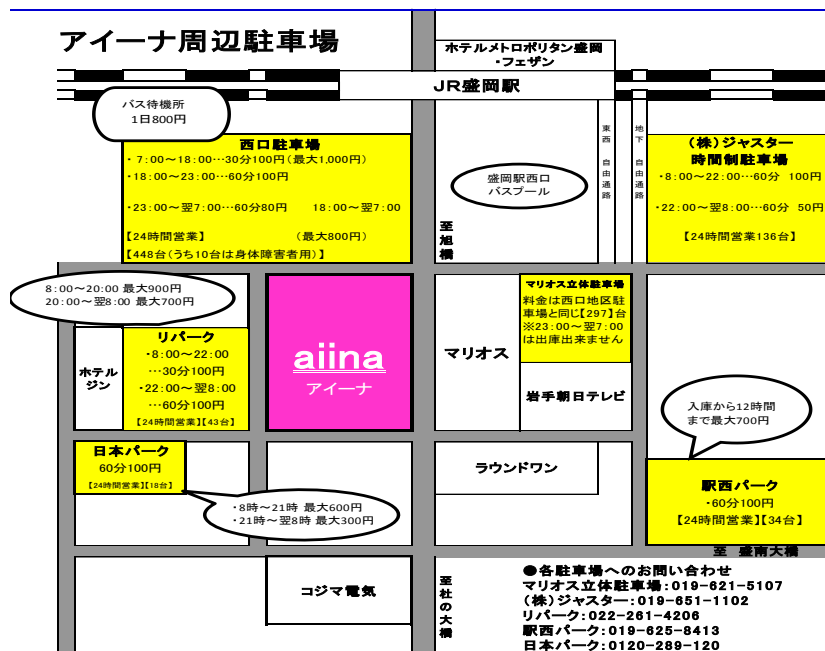 アイーナ周辺駐車場
ホテルメトロポリタン盛岡
・フェザン
JR盛岡駅
バス待機所
1日800円
西口駐車場
・7:00～18:00…30分100円(最大1,000円)
・18:00～23:00…60分100円
・23:00～翌7:00…60分80円 18:00～翌7:00
【24時間営業】 (最大800円)
【448台(うち10台は身体障害者用)】
盛岡駅西口
バスプール
東西 自由通路
地下 自由通路
(株)ジャスター
時間制駐車場
・8:00～22:00…60分 100円
・22:00～翌8:00…60分 50円
【24時間営業136台】
至旭橋
8:00～20:00 最大900円
20:00～翌8:00 最大700円
ホテル
ジン
リパーク
・8:00～22:00
…30分100円
・22:00～翌8:00
…60分100円
【24時間営業】【43台】
aiina
アイーナ
マリオス
マリオス立体駐車場
料金は西口地区駐
車場と同じ【297】台
※23:00～翌7:00
は出庫出来ません
岩手朝日テレビ
入庫から12時間
まで最大700円
日本パーク
60分100円
【24時間営業】【18台】
・8時～21時 最大600円
・21時～翌8時 最大300円
ラウンドワン
駅西パーク
・60分100円
【24時間営業】【34台】
至 盛南大橋
コジマ電気
至杜の大橋
●各駐車場へのお問い合わせ
マリオス立体駐車場:019-621-5107
(株)ジャスター:019-651-1102
リパーク:022-261-4206
駅西パーク:019-625-8413
日本パーク:0120-289-120